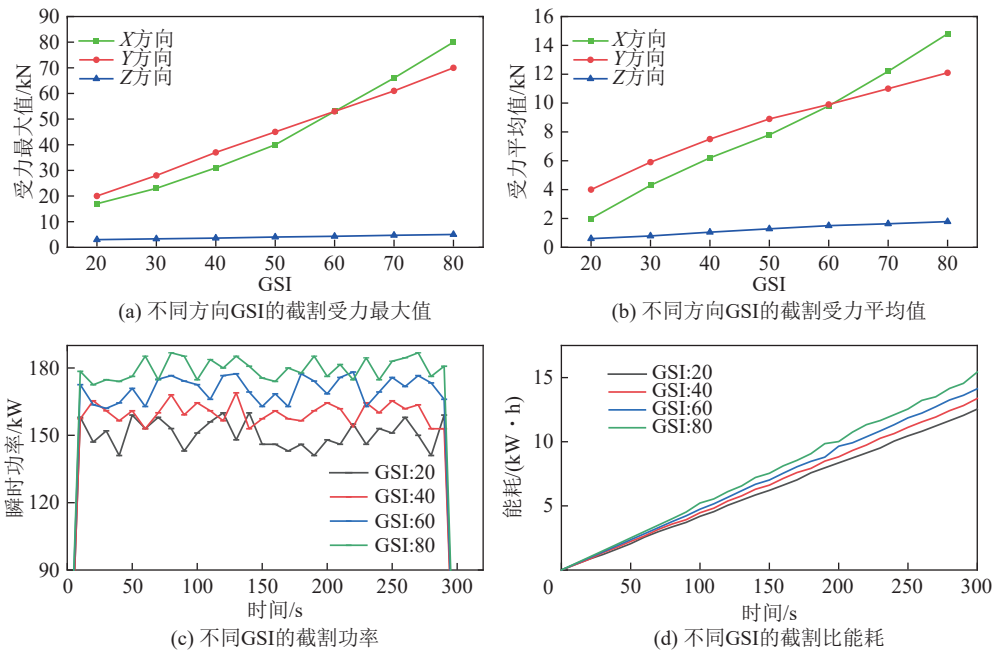 90
80
70
60
50
40
30
20
10
0
受力最大值/kN
X方向
Y方向
Z方向
20 30 40 50 60 70 80
GSI
(a) 不同方向GSI的截割受力最大值
16
14
12
10
8
6
4
2
0
受力平均值/kN
X方向
Y方向
Z方向
20 30 40 50 60 70 80
GSI
(b) 不同方向GSI的截割受力平均值
180
150
120
90
瞬时功率/kW
GSI:20
GSI:40
GSI:60
GSI:80
0 50 100 150 200 250 300
时间/s
(c) 不同GSI的截割功率
15
10
5
能耗/(kW·h)
GSI:20
GSI:40
GSI:60
GSI:80
50 100 150 200 250 300
时间/s
(d) 不同GSI的截割比能耗